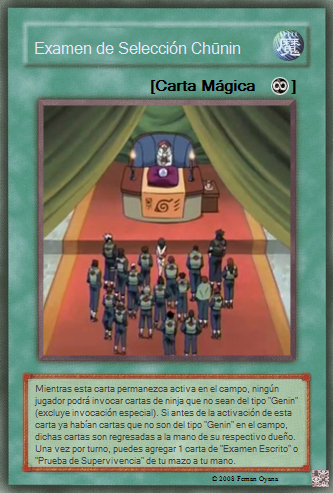 Examen de Selección Chūnin
魔
[Carta Mágica ]
Mientras esta carta permanezca activa en el campo, ningún
jugador podrá invocar cartas de ninja que no sean del tipo "Genin"
(excluye invocación especial). Si antes de la activación de esta
carta ya habían cartas que no son del tipo "Genin" en el campo,
dichas cartas son regresadas a la mano de su respectivo dueño.
Una vez por turno, puedes agregar 1 carta de "Examen Escrito" o
"Prueba de Supervivencia" de tu mazo a tu mano.
© 2008 Fernan Oyane